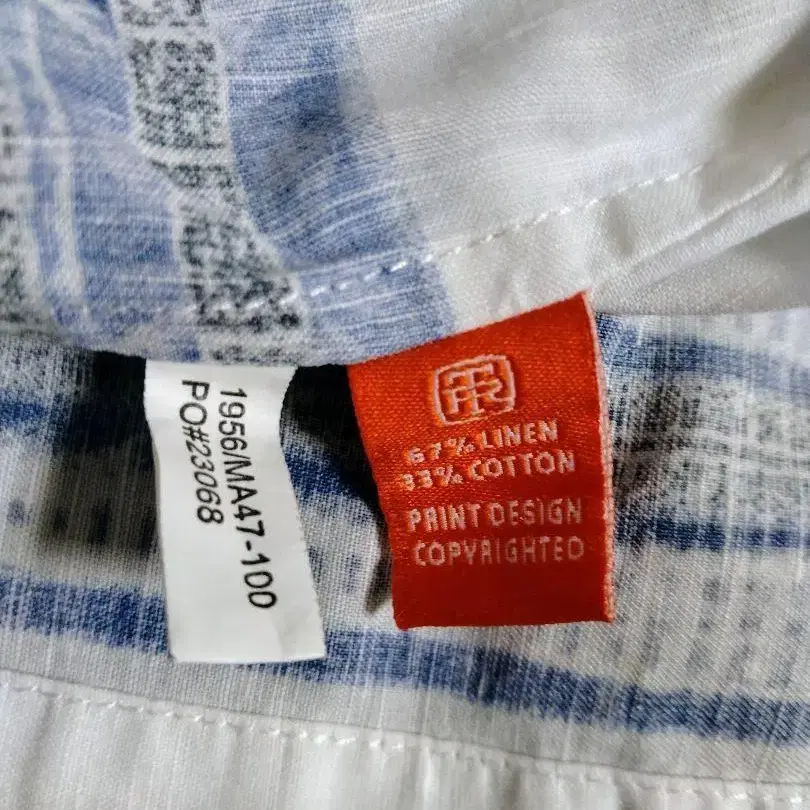 1956/MA47-100
PO#23068
67% LINEN
33% COTTON
PRINT DESIGN
COPYRIGHTED